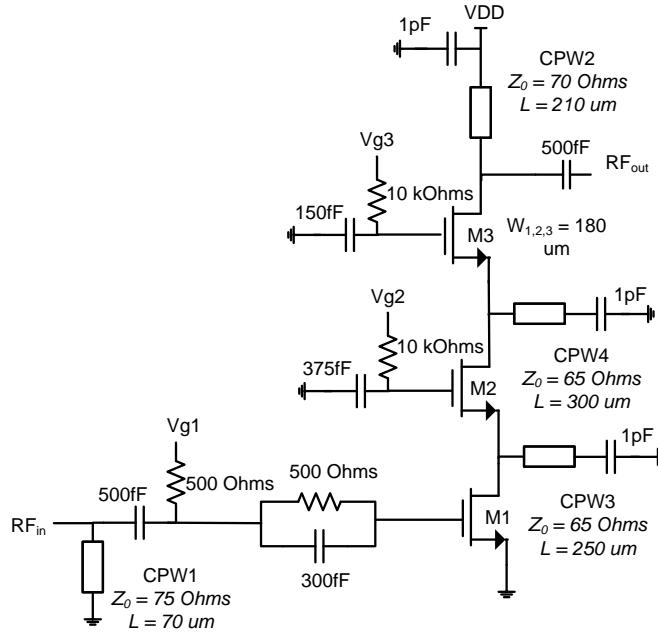 1pF
VDD
CPW2
Z0 = 70 Ohms
L = 210 um
Vg3
500fF
RFout
10 kOhms
150fF
W1,2,3 = 180
um
M3
Vg2
1pF
10 kOhms
375fF
M2
CPW4
Z0 = 65 Ohms
L = 300 um
Vg1
1pF
500 Ohms
500 Ohms
500fF
RFin
M1
CPW3
Z0 = 65 Ohms
L = 250 um
300fF
CPW1
Z0 = 75 Ohms
L = 70 um